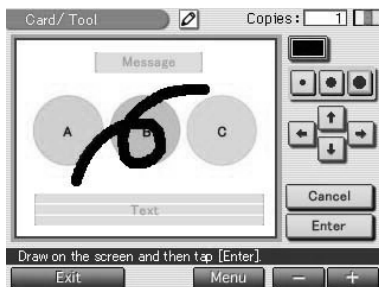 Card/Tool Copies: 1
Message
A B C
Text
Cancel
Enter
Draw on the screen and then tap [Enter].
Exit Menu − +